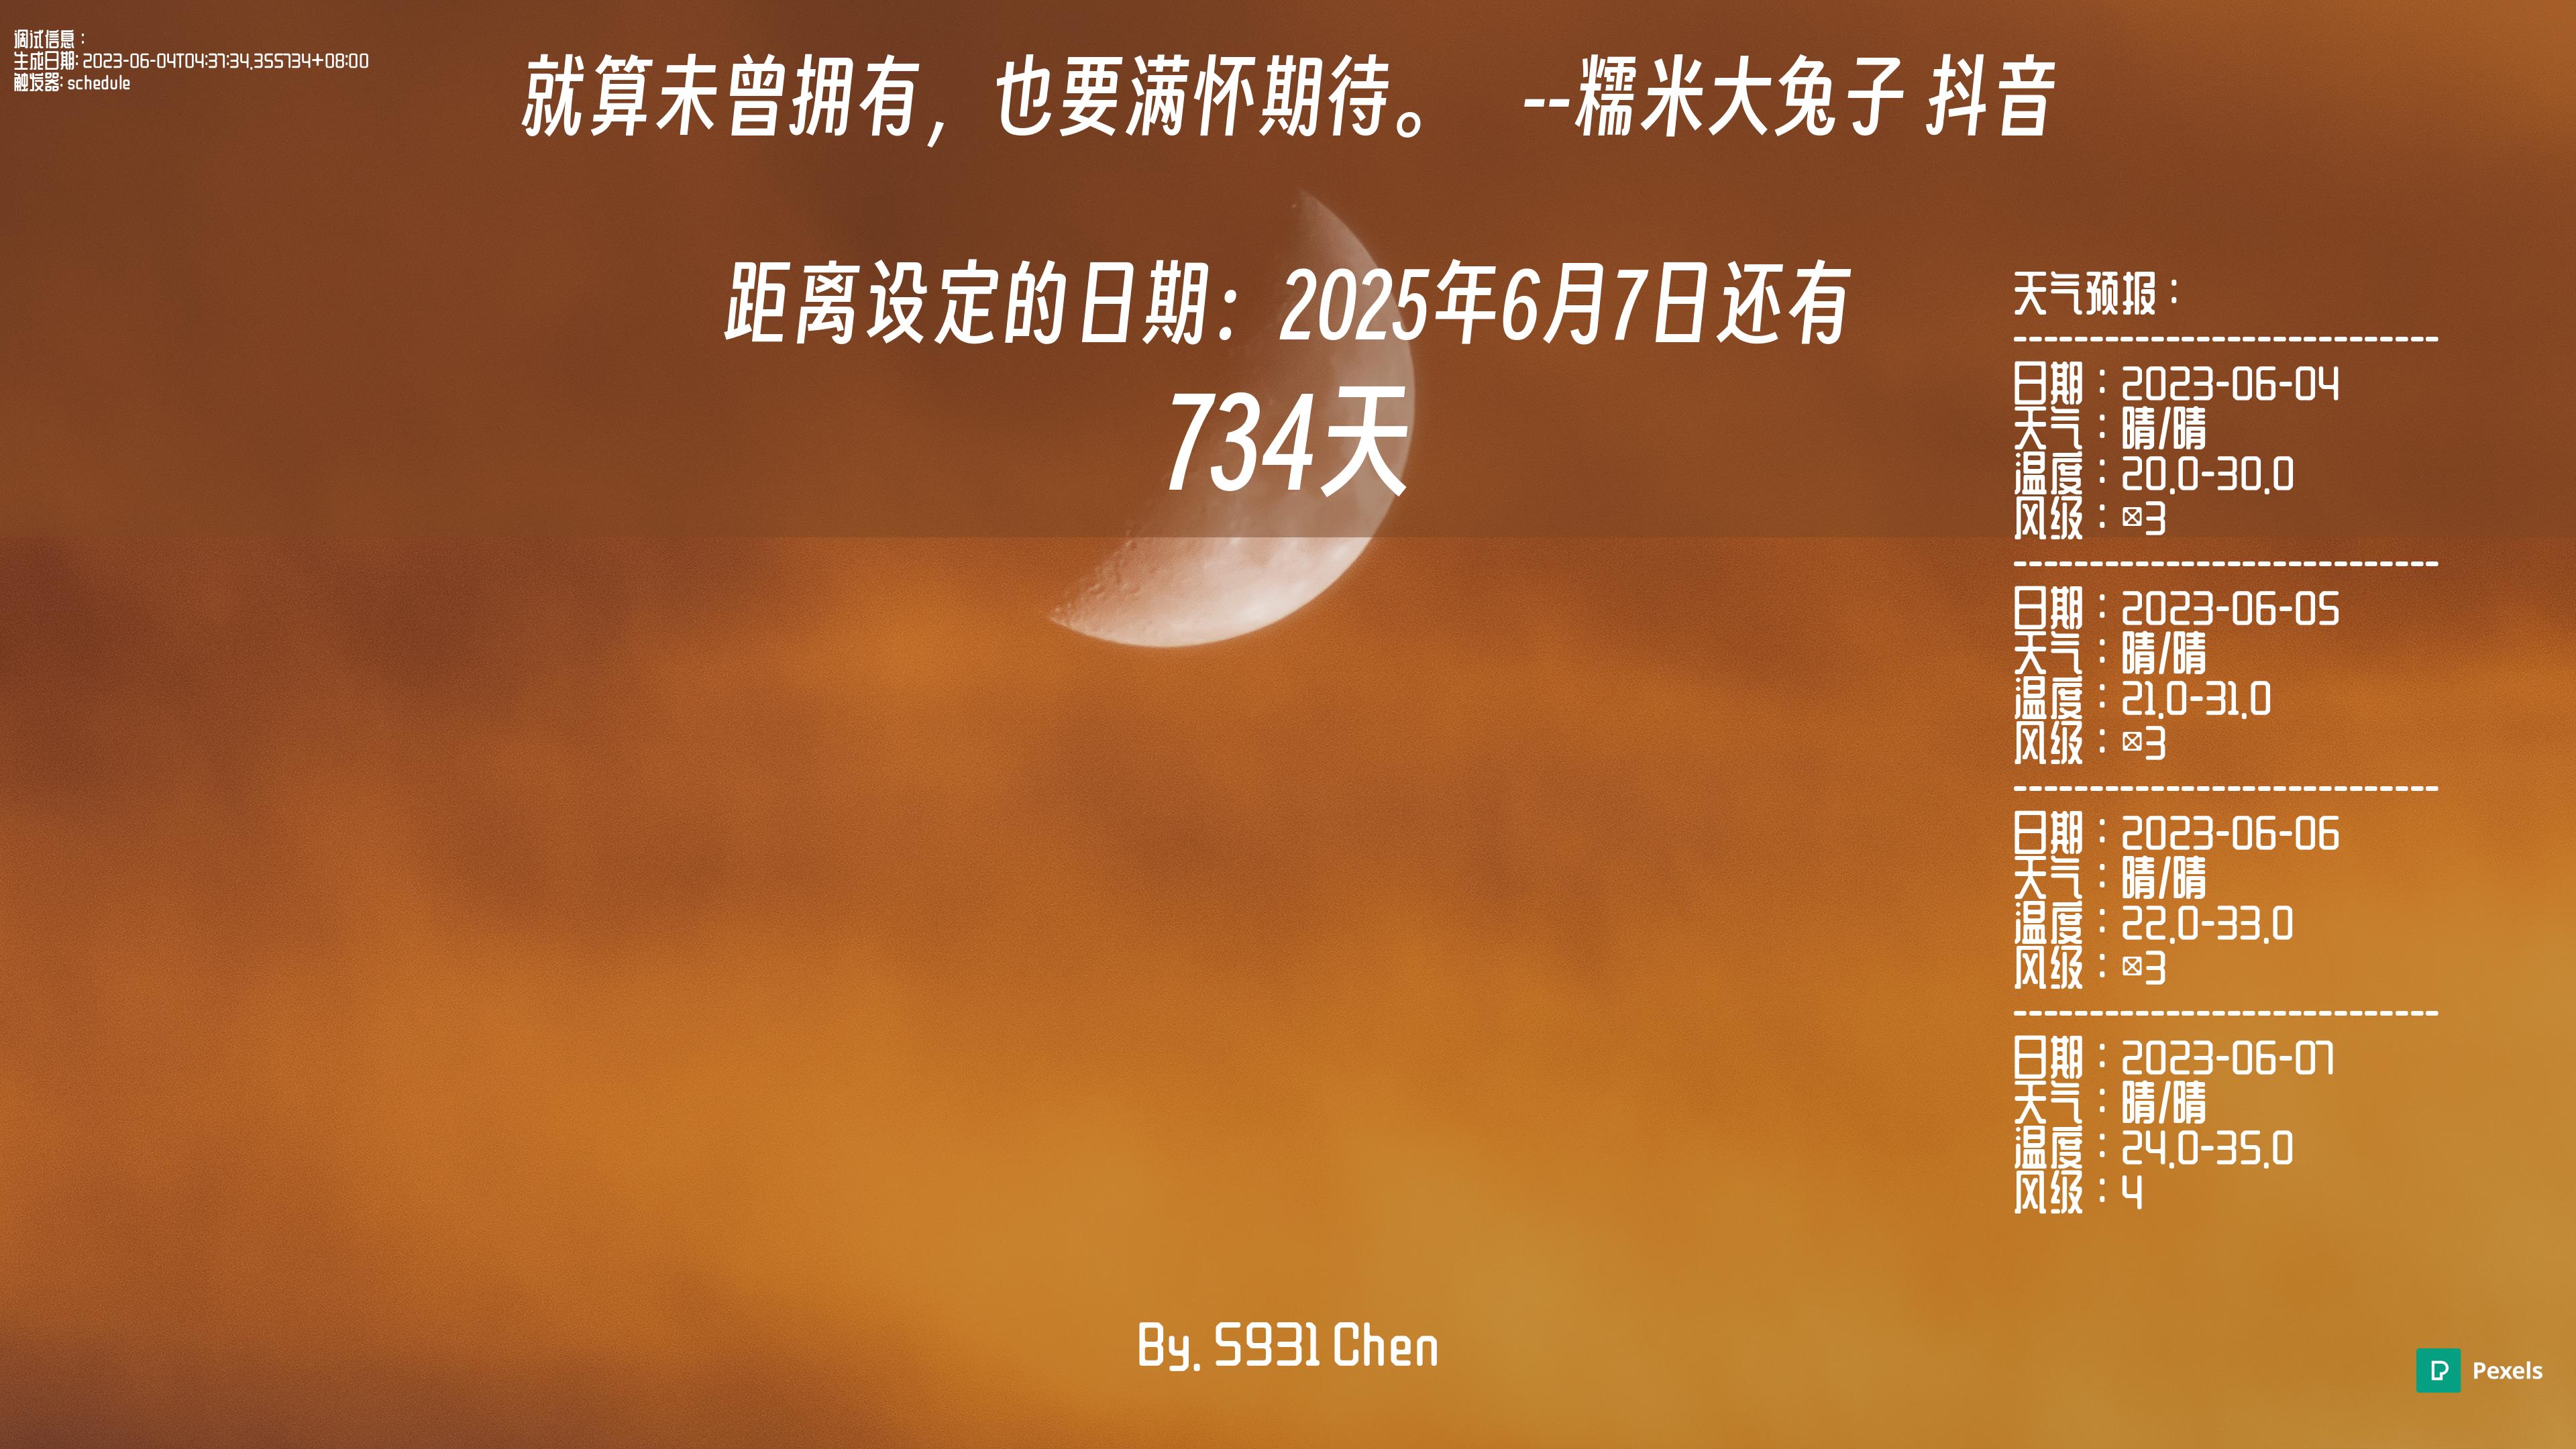 调试信息：
生成日期: 2023-06-04T04:37:34.355734+08:00
触发器: schedule
就算未曾拥有，也要满怀期待。 --糯米大兔子 抖音
距离设定的日期：2025年6月7日还有
734天
天气预报：
----------------------------
日期：2023-06-04
天气：晴/晴
温度：20.0-30.0
风级：☒3
----------------------------
日期：2023-06-05
天气：晴/晴
温度：21.0-31.0
风级：☒3
----------------------------
日期：2023-06-06
天气：晴/晴
温度：22.0-33.0
风级：☒3
----------------------------
日期：2023-06-07
天气：晴/晴
温度：24.0-35.0
风级：4
By. S931 Chen
Pexels